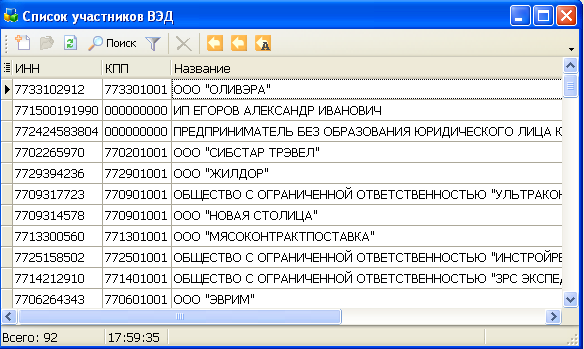 Список участников ВЭД
Поиск
ИНН КПП Название
7733102912 773301001 ООО "ОЛИВЭРА"
771500191990 000000000 ИП ЕГОРОВ АЛЕКСАНДР ИВАНОВИЧ
772424583804 000000000 ПРЕДПРИНИМАТЕЛЬ БЕЗ ОБРАЗОВАНИЯ ЮРИДИЧЕСКОГО ЛИЦА
7702265970 770201001 ООО "СИБСТАР ТРЭВЕЛ"
7729394236 772901001 ООО "ЖИЛДОР"
7709317723 770901001 ОБЩЕСТВО С ОГРАНИЧЕННОЙ ОТВЕТСТВЕННОСТЬЮ "УЛЬТРАКОН
7709314578 770901001 ООО "НОВАЯ СТОЛИЦА"
7713300560 771301001 ООО "МЯСОКОНТРАКТПОСТАВКА"
7725158502 772501001 ОБЩЕСТВО С ОГРАНИЧЕННОЙ ОТВЕТСТВЕННОСТЬЮ "ИНСТРОЙРЕ
7714212910 771401001 ОБЩЕСТВО С ОГРАНИЧЕННОЙ ОТВЕТСТВЕННОСТЬЮ "ЗРС ЭКСПЕД
7706264343 770601001 ООО "ЭВРИМ"
Всего: 92 17:59:35